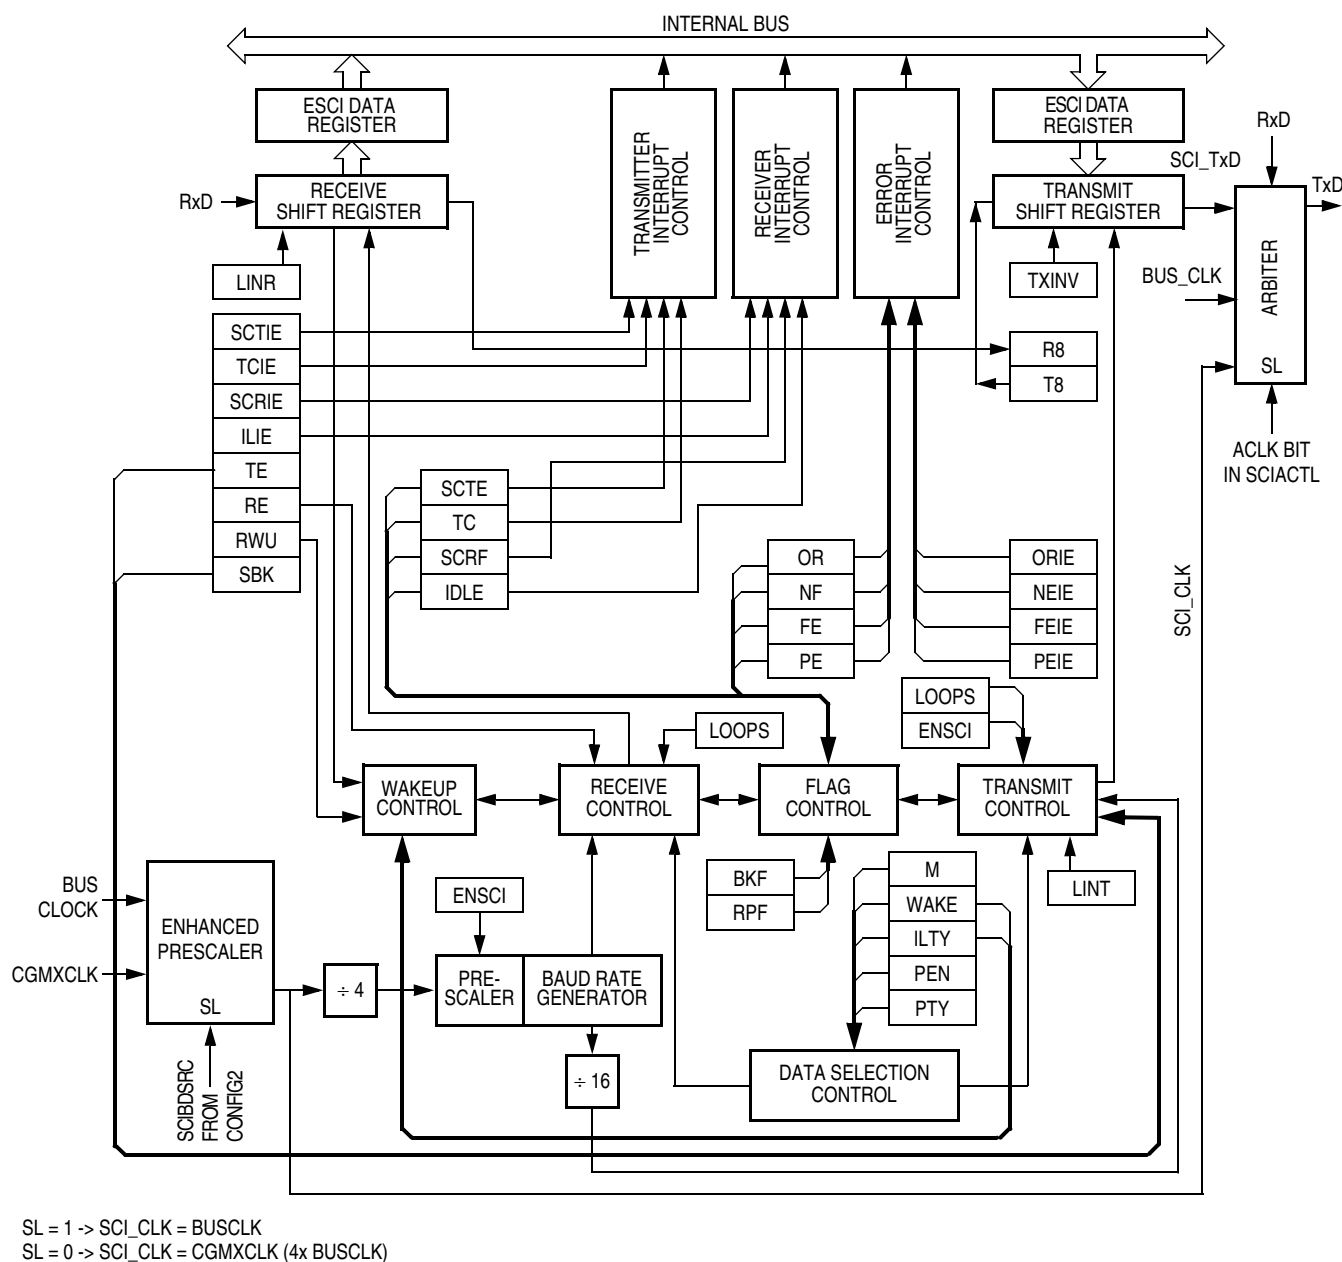 INTERNAL BUS
ESCI DATA
REGISTER
ESCI DATA
REGISTER
RxD
RECEIVE
SHIFT REGISTER
TRANSMITTER
INTERRUPT
CONTROL
RECEIVER
INTERRUPT
CONTROL
ERROR
INTERRUPT
CONTROL
TRANSMIT
SHIFT REGISTER
SCI_TxD
RxD
TxD
LINR
TXINV
BUS_CLK
ARBITER
SL
ACLK BIT
IN SCIACTL
SCTIE
TCIE
SCRIE
ILIE
TE
RE
RWU
SBK
R8
T8
SCTE
TC
SCRF
IDLE
OR
NF
FE
PE
ORIE
NEIE
FEIE
PEIE
SCI_CLK
LOOPS
LOOPS
ENSCI
WAKEUP
CONTROL
RECEIVE
CONTROL
FLAG
CONTROL
TRANSMIT
CONTROL
BKF
RPF
M
WAKE
ILTY
PEN
PTY
LINT
BUS
CLOCK
CGMXCLK
ENHANCED
PRESCALER
SL
÷ 4
ENSCI
PRE-
SCALER
BAUD RATE
GENERATOR
÷ 16
DATA SELECTION
CONTROL
SCIBDSRC
FROM
CONFIG2
SL = 1 -> SCI_CLK = BUSCLK
SL = 0 -> SCI_CLK = CGMXCLK (4x BUSCLK)